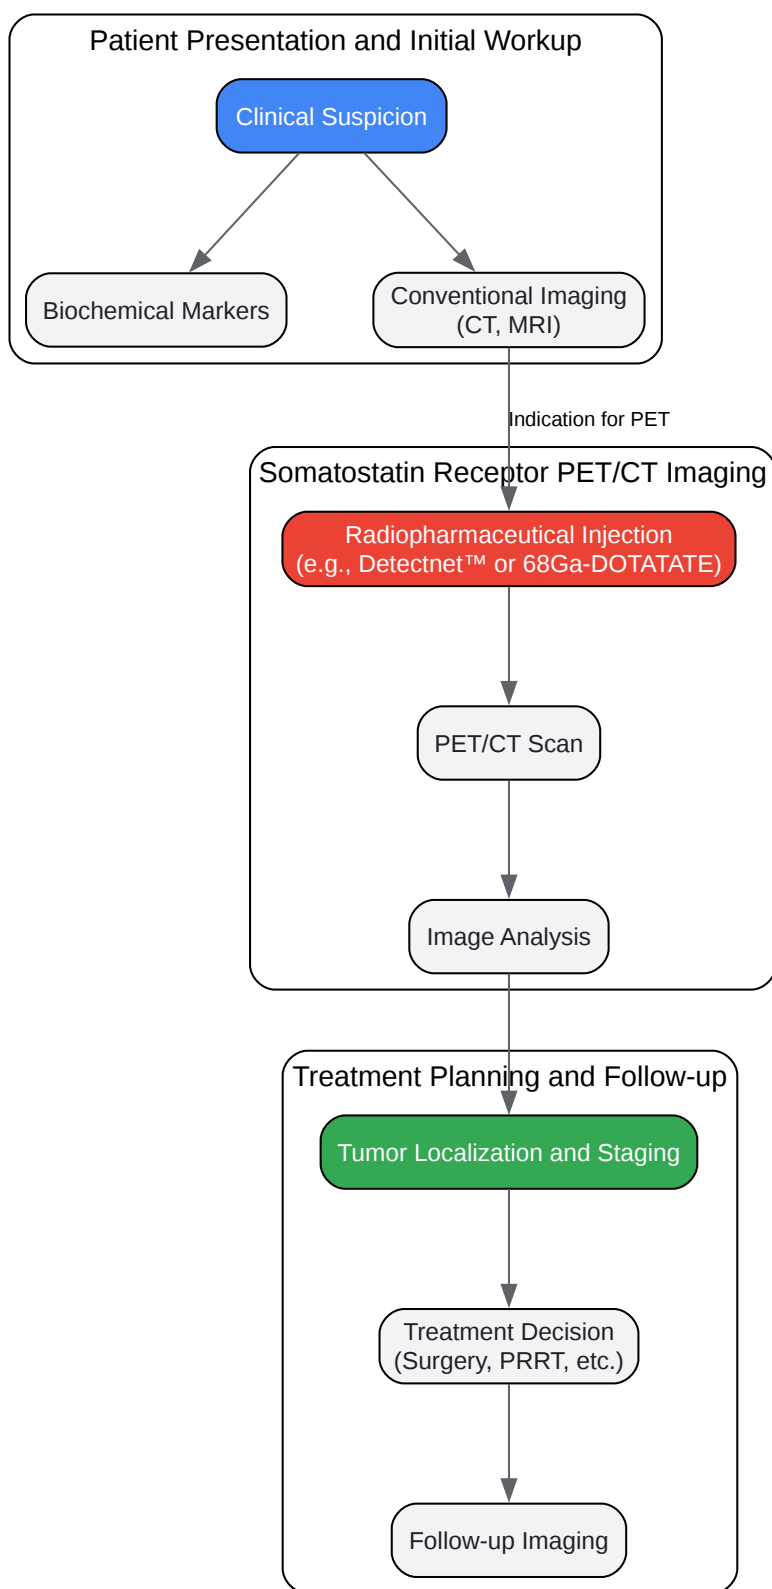 Patient Presentation and Initial Workup
Clinical Suspicion
Biochemical Markers
Conventional Imaging
(CT, MRI)
Indication for PET
Somatostatin Receptor PET/CT Imaging
Radiopharmaceutical Injection
(e.g., Detectnet™ or 68Ga-DOTATATE)
PET/CT Scan
Image Analysis
Treatment Planning and Follow-up
Tumor Localization and Staging
Treatment Decision
(Surgery, PRRT, etc.)
Follow-up Imaging